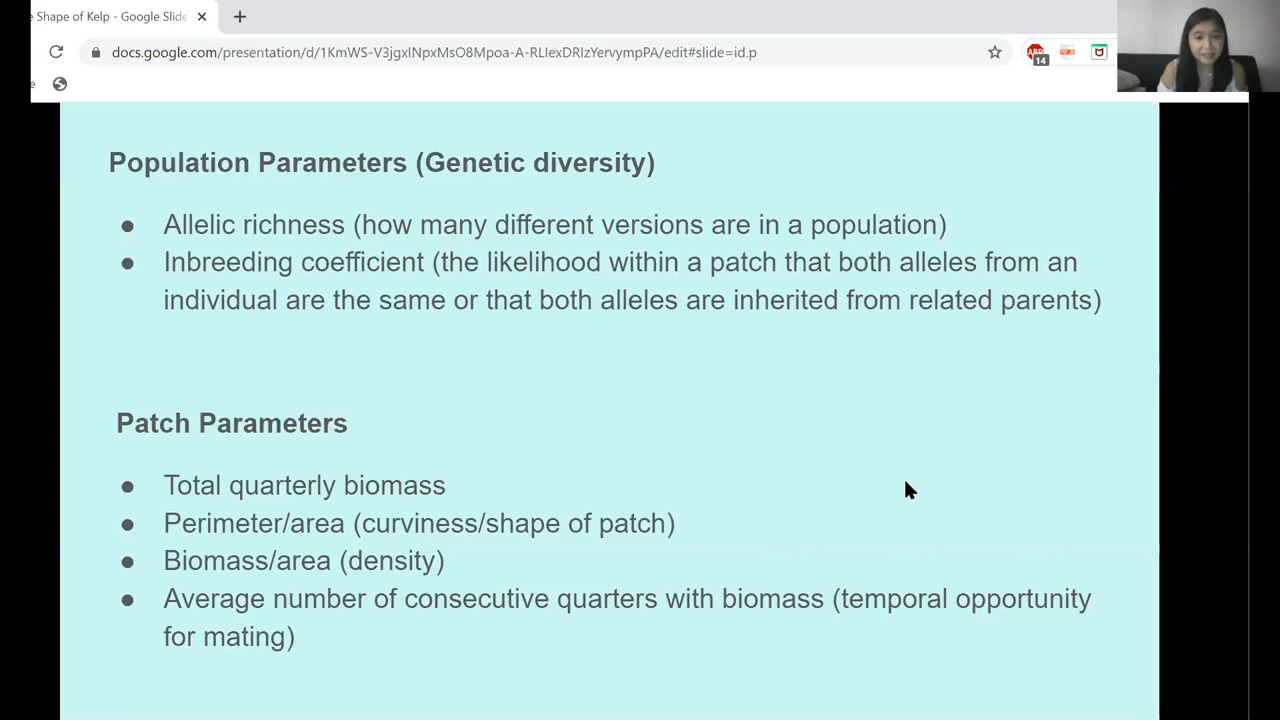 Shape of Kelp - Google Slide
docs.google.com/presentation/d/1KmWS-V3jgxINpxMsO8Mpoa-A-RLIexDRIzYervympPA/edit#slide=id.p
14
Population Parameters (Genetic diversity)
● Allelic richness (how many different versions are in a population)
● Inbreeding coefficient (the likelihood within a patch that both alleles from an
individual are the same or that both alleles are inherited from related parents)
Patch Parameters
● Total quarterly biomass
● Perimeter/area (curviness/shape of patch)
● Biomass/area (density)
● Average number of consecutive quarters with biomass (temporal opportunity
for mating)